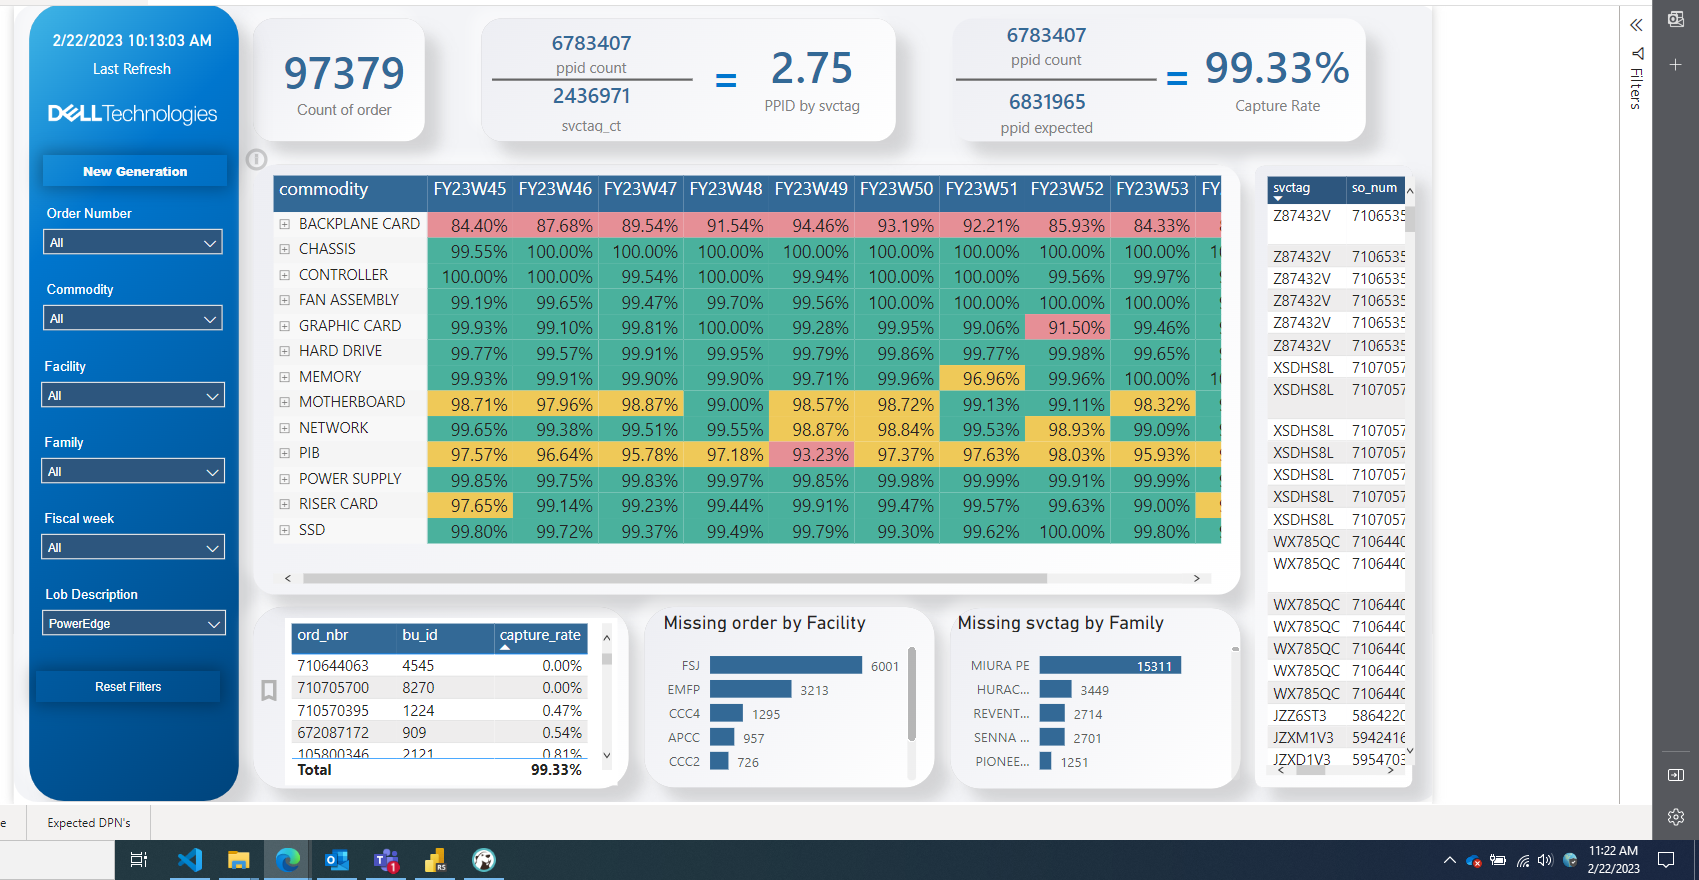 2/22/2023 10:13:03 AM
Last Refresh
DELLTechnologies
New Generation
Order Number
All
Commodity
All
Facility
All
Family
All
Fiscal week
All
Lob Description
PowerEdge
Reset Filters
97379
Count of order
6783407
ppid count
2436971
svctag_ct
=
2.75
PPID by svctag
6783407
ppid count
6831965
ppid expected
=
99.33%
Capture Rate
commodity FY23W45 FY23W46 FY23W47 FY23W48 FY23W49 FY23W50 FY23W51 FY23W52 FY23W53 FY
BACKPLANE CARD 84.40% 87.68% 89.54% 91.54% 94.46% 93.19% 92.21% 85.93% 84.33%
CHASSIS 99.55% 100.00% 100.00% 100.00% 100.00% 100.00% 100.00% 100.00% 100.00% 10
CONTROLLER 100.00% 100.00% 99.54% 100.00% 99.94% 100.00% 100.00% 99.56% 99.97%
FAN ASSEMBLY 99.19% 99.65% 99.47% 99.70% 99.56% 100.00% 100.00% 100.00% 100.00%
GRAPHIC CARD 99.93% 99.10% 99.81% 100.00% 99.28% 99.95% 99.06% 91.50% 99.46%
HARD DRIVE 99.77% 99.57% 99.91% 99.95% 99.79% 99.86% 99.77% 99.98% 99.65%
MEMORY 99.93% 99.91% 99.90% 99.90% 99.71% 99.96% 96.96% 99.96% 100.00% 10
MOTHERBOARD 98.71% 97.96% 98.87% 99.00% 98.57% 98.72% 99.13% 99.11% 98.32%
NETWORK 99.65% 99.38% 99.51% 99.55% 98.87% 98.84% 99.53% 98.93% 99.09%
PIB 97.57% 96.64% 95.78% 97.18% 93.23% 97.37% 97.63% 98.03% 95.93%
POWER SUPPLY 99.85% 99.75% 99.83% 99.97% 99.85% 99.98% 99.99% 99.91% 99.99%
RISER CARD 97.65% 99.14% 99.23% 99.44% 99.91% 99.47% 99.57% 99.63% 99.00%
SSD 99.80% 99.72% 99.37% 99.49% 99.79% 99.30% 99.62% 100.00% 99.80%
ord_nbr bu_id capture_rate
710644063 4545 0.00%
710705700 8270 0.00%
710570395 1224 0.47%
672087172 909 0.54%
105800346 2121 0.81%
Total 99.33%
Missing order by Facility
FSJ 6001
EMFP 3213
CCC4 1295
APCC 957
CCC2 726
Missing svctag by Family
MIURA PE 15311
HURAC... 3449
REVENT... 2714
SENNA ... 2701
PIONEE... 1251
svctag so_num
Z87432V 7106535
Z87432V 7106535
Z87432V 7106535
Z87432V 7106535
Z87432V 7106535
Z87432V 7106535
XSDHS8L 7107057
XSDHS8L 7107057
XSDHS8L 7107057
XSDHS8L 7107057
XSDHS8L 7107057
XSDHS8L 7107057
XSDHS8L 7107057
WX785QC 7106440
WX785QC 7106440
WX785QC 7106440
WX785QC 7106440
WX785QC 7106440
WX785QC 7106440
WX785QC 7106440
JZZ6ST3 5864220
JZXM1V3 5942416
JZXD1V3 5954703
Filters
e
Expected DPN's
1
RS
11:22 AM
2/22/2023